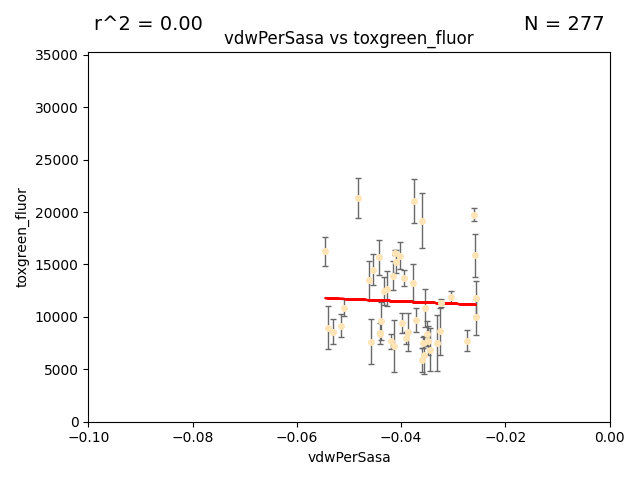 r^2 = 0.00
N = 277
vdwPerSasa vs toxgreen_fluor
35000
30000
25000
20000
15000
10000
5000
0
toxgreen_fluor
−0.10
−0.08
−0.06
−0.04
−0.02
0.00
vdwPerSasa